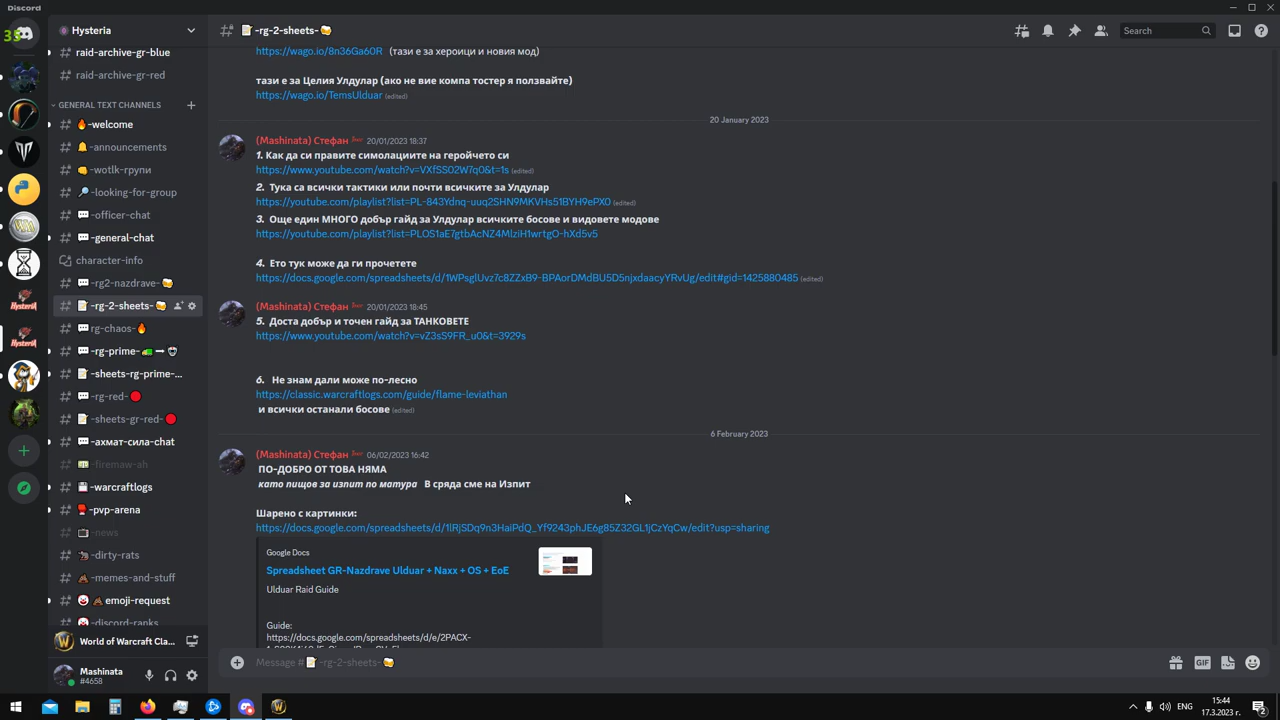 Discord
33
Hysteria
-rg-2-sheets-
Search
raid-archive-gr-blue
raid-archive-gr-red
GENERAL TEXT CHANNELS
-welcome
-announcements
-wotlk-групи
-looking-for-group
-officer-chat
-general-chat
character-info
-rg2-nazdrave-
-rg-2-sheets-
rg-chaos-
-rg-prime-
-sheets-rg-prime-...
-rg-red-
-sheets-gr-red-
-ахмат-сила-chat
-firemaw-ah
-warcraftlogs
-pvp-arena
-news
-dirty-rats
-memes-and-stuff
emoji-request
-discord-ranks
World of Warcraft Cla...
Mashinata
#4658
https://wago.io/8n36Ga60R (тази е за хероици и новия мод)
тази е за Целия Улдулар (ако не вие компа тостер я ползвайте)
https://wago.io/TemsUlduar (edited)
20 January 2023
(Mashinata) Стефан 20/01/2023 18:37
1. Как да си правите симолациите на геройчето си
https://www.youtube.com/watch?v=VXfSS02W7q0&t=1s (edited)
2. Тука са всички тактики или почти всичките за Улдулар
https://youtube.com/playlist?list=PL-843Ydnq-uuq2SHN9MKVHs51BYH9ePX0 (edited)
3. Още един МНОГО добър гайд за Улдулар всичките босове и видовете модове
https://youtube.com/playlist?list=PLOS1aE7gtbAcNZ4MlziH1wrtgO-hXd5v5
4. Ето тук може да ги прочетете
https://docs.google.com/spreadsheets/d/1WPsglUvz7c8ZZxB9-BPAorDMdBU5D5njxdaacyYRvUg/edit#gid=1425880485 (edited)
(Mashinata) Стефан 20/01/2023 18:45
5. Доста добър и точен гайд за ТАНКОВЕТЕ
https://www.youtube.com/watch?v=vZ3sS9FR_u0&t=3929s
6. Не знам дали може по-лесно
https://classic.warcraftlogs.com/guide/flame-leviathan
и всички останали босове (edited)
6 February 2023
(Mashinata) Стефан 06/02/2023 16:42
ПО-ДОБРО ОТ ТОВА НЯМА
като пищов за изпит по матура В сряда сме на Изпит
Шарено с картинки:
https://docs.google.com/spreadsheets/d/1lRjSDq9n3HaiPdQ_Yf9243phJE6g85Z32GL1jCzYqCw/edit?usp=sharing
Google Docs
Spreadsheet GR-Nazdrave Ulduar + Naxx + OS + EoE
Ulduar Raid Guide
Guide:
https://docs.google.com/spreadsheets/d/e/2PACX-
Message #-rg-2-sheets-
GIF
ENG
15:44
17.3.2023 г.
2